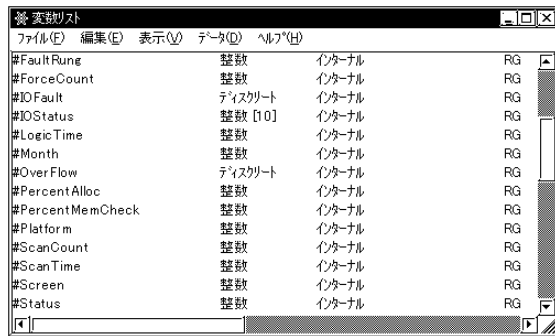 変数リスト
ファイル(F) 編集(E) 表示(V) データ(D) ヘルプ(H)
#FaultRung 整数 インターナル RG
#ForceCount 整数 インターナル RG
#IOFault ディスクリート インターナル RG
#IOStatus 整数 [10] インターナル RG
#LogicTime 整数 インターナル RG
#Month 整数 インターナル RG
#OverFlow ディスクリート インターナル RG
#PercentAlloc 整数 インターナル RG
#PercentMemCheck 整数 インターナル RG
#Platform 整数 インターナル RG
#ScanCount 整数 インターナル RG
#ScanTime 整数 インターナル RG
#Screen 整数 インターナル RG
#Status 整数 インターナル RG